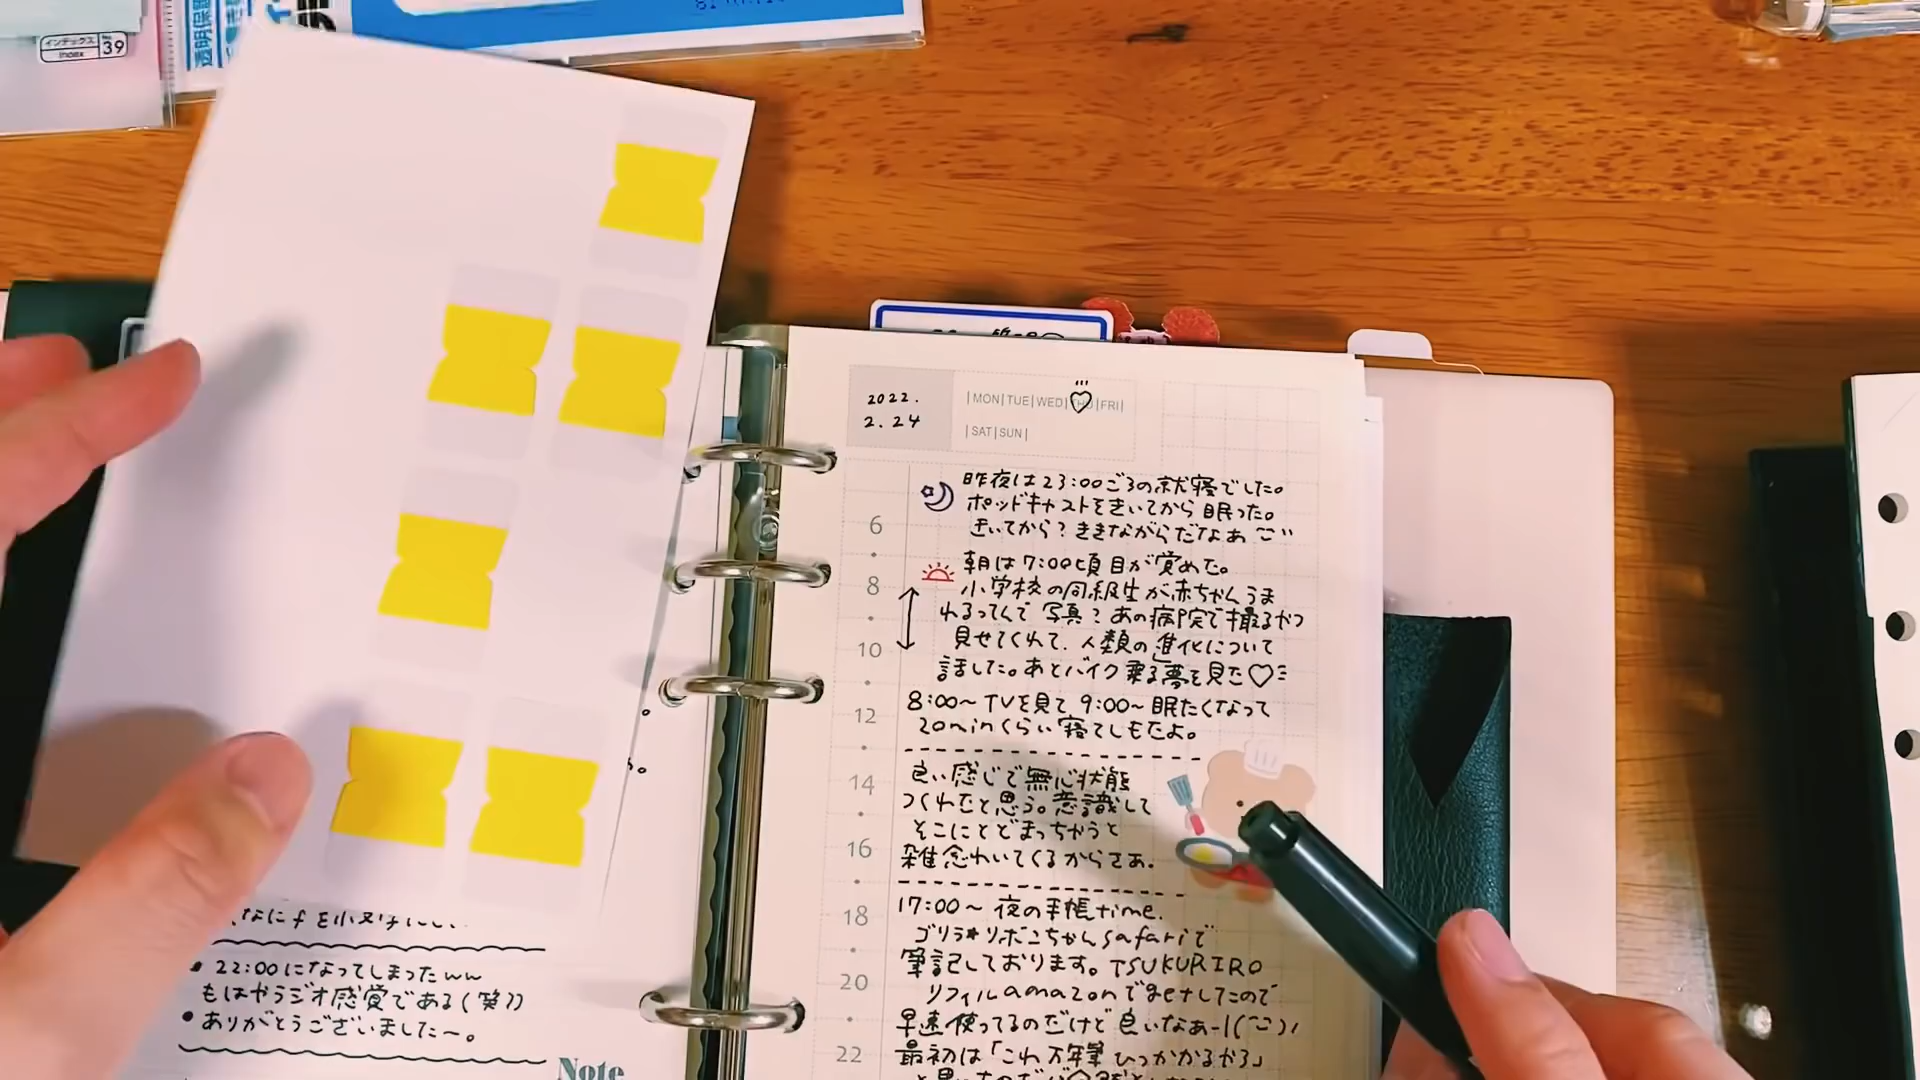 インデックス
Index
No. 39
透明保
2022.
2.24
|MON|TUE|WED|THU|FRI|
|SAT|SUN|
昨夜は23:00ごろの就寝でした。
ポッドキャストをきいてから眠った。
きいてから?ききながらだなあ
6
朝は7:00頃目が覚めた。
8
小学校の同級生が赤ちゃんうま
れるってんで写真?あの病院で撮るやつ
見せてくれて、人類の進化について
10
話した。あとバイク乗る夢を見た♡
8:00~TVを見て 9:00~眠たくなって
12
20minくらい寝てしもたよ。
良い感じで無心状態
14
つくれたと思う。意識して
そこにとどまっちゃうと
16
雑念わいてくるからさぁ.
17:00~夜の手帳time.
18
ゴリラ*リボンちゃんsafariで
筆記しております。TSUKURIRO
20
リフィルamazonでgetしたので
早速使ってるのだけど良いなぁー!
22
最初は「これ万年筆ひっかかるかろ」
22:00になってしまったww
もはやラジオ感覚である(笑)
ありがとうございました~。
Note